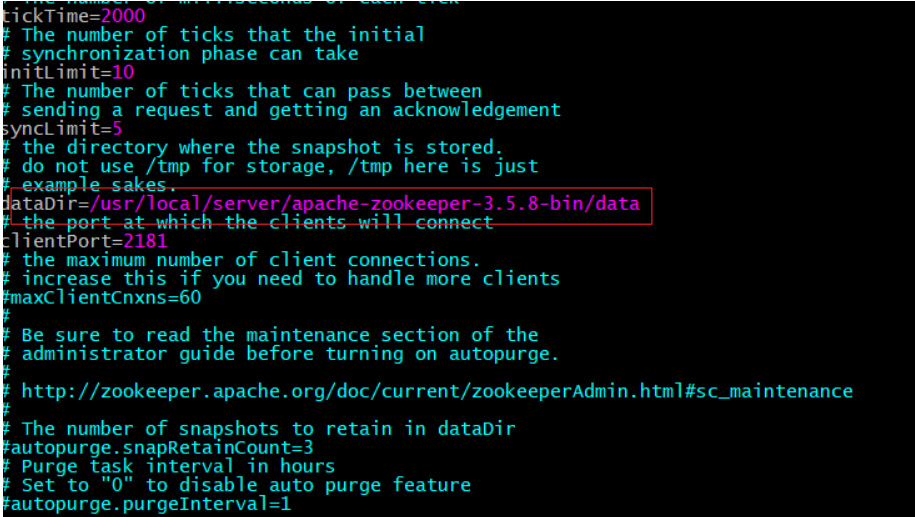 # The number of milliseconds of each tick
tickTime=2000
# The number of ticks that the initial
# synchronization phase can take
initLimit=10
# The number of ticks that can pass between
# sending a request and getting an acknowledgement
syncLimit=5
# the directory where the snapshot is stored.
# do not use /tmp for storage, /tmp here is just
# example sakes.
dataDir=/usr/local/server/apache-zookeeper-3.5.8-bin/data
# the port at which the clients will connect
clientPort=2181
# the maximum number of client connections.
# increase this if you need to handle more clients
#maxClientCnxns=60
#
# Be sure to read the maintenance section of the
# administrator guide before turning on autopurge.
#
# http://zookeeper.apache.org/doc/current/zookeeperAdmin.html#sc_maintenance
#
# The number of snapshots to retain in dataDir
#autopurge.snapRetainCount=3
# Purge task interval in hours
# Set to "0" to disable auto purge feature
#autopurge.purgeInterval=1